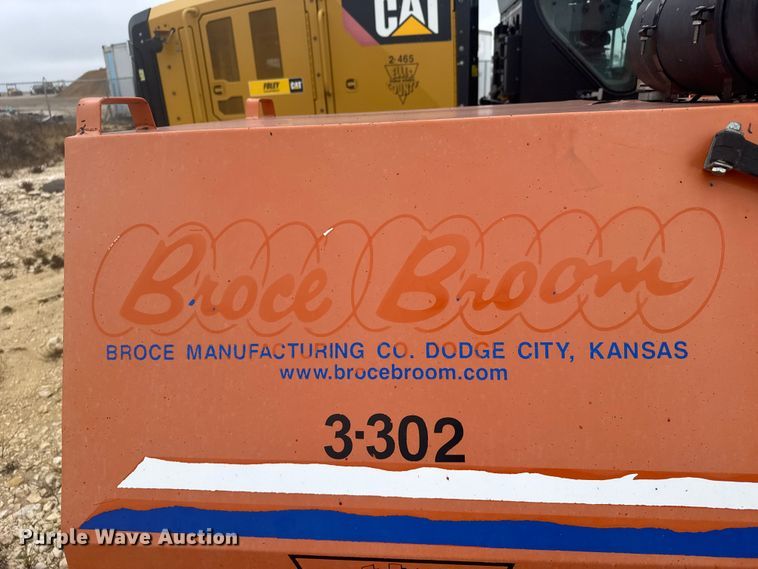 CAT
2-465
FOLEY
CAT
COUNTY
Broce Broom
BROCE MANUFACTURING CO. DODGE CITY, KANSAS
www.brocebroom.com
3-302
Purple Wave Auction